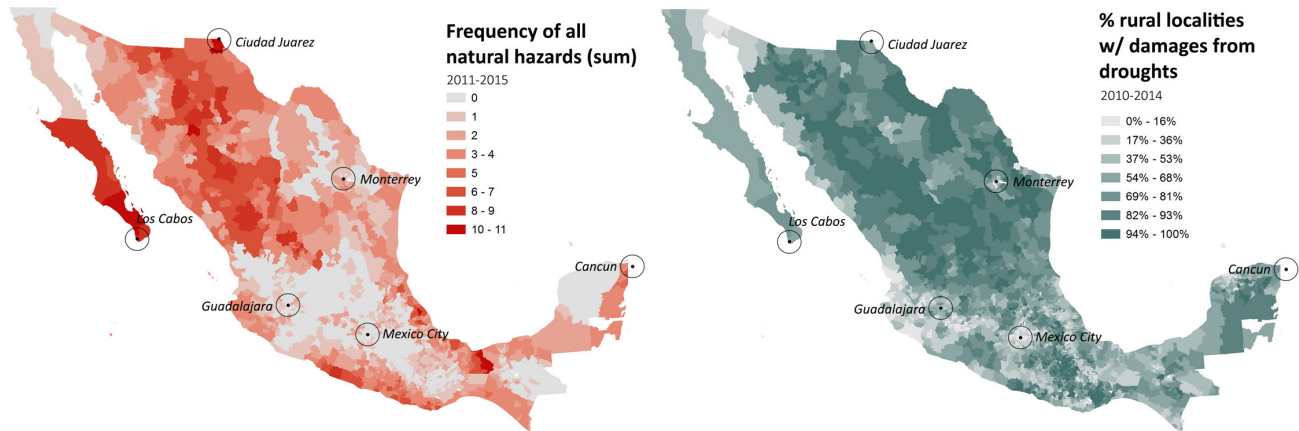 Frequency of all
natural hazards (sum)
2011-2015
0
1
2
3 - 4
5
6 - 7
8 - 9
10 - 11
Ciudad Juarez
Monterrey
Los Cabos
Cancun
Guadalajara
Mexico City
% rural localities
w/ damages from
droughts
2010-2014
0% - 16%
17% - 36%
37% - 53%
54% - 68%
69% - 81%
82% - 93%
94% - 100%
Ciudad Juarez
Monterrey
Los Cabos
Cancun
Guadalajara
Mexico City